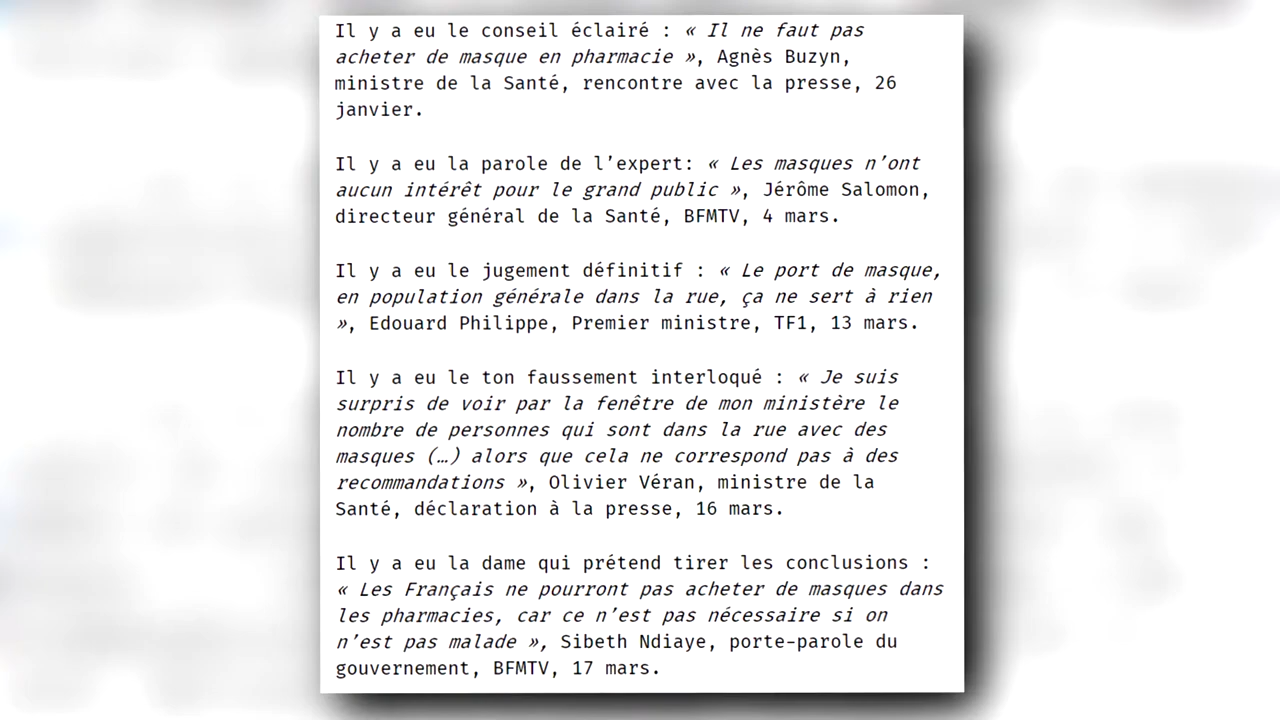 Il y a eu le conseil éclairé : « Il ne faut pas
acheter de masque en pharmacie », Agnès Buzyn,
ministre de la Santé, rencontre avec la presse, 26
janvier.
Il y a eu la parole de l’expert: « Les masques n’ont
aucun intérêt pour le grand public », Jérôme Salomon,
directeur général de la Santé, BFMTV, 4 mars.
Il y a eu le jugement définitif : « Le port de masque,
en population générale dans la rue, ça ne sert à rien
», Edouard Philippe, Premier ministre, TF1, 13 mars.
Il y a eu le ton faussement interloqué : « Je suis
surpris de voir par la fenêtre de mon ministère le
nombre de personnes qui sont dans la rue avec des
masques (…) alors que cela ne correspond pas à des
recommandations », Olivier Véran, ministre de la
Santé, déclaration à la presse, 16 mars.
Il y a eu la dame qui prétend tirer les conclusions :
« Les Français ne pourront pas acheter de masques dans
les pharmacies, car ce n’est pas nécessaire si on
n’est pas malade », Sibeth Ndiaye, porte-parole du
gouvernement, BFMTV, 17 mars.